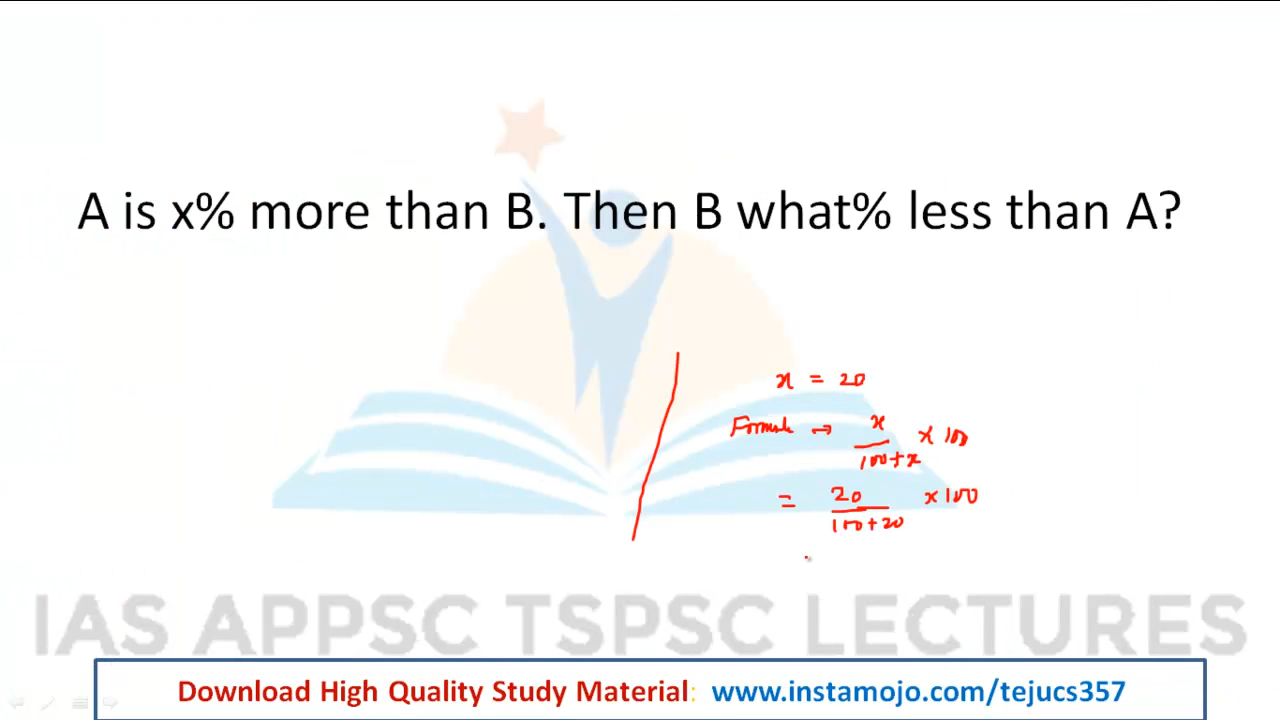 A is x% more than B. Then B what% less than A?
x = 20
Formula → x/100+x × 100
= 20/100+20 × 100
IAS APPSC TSPSC LECTURES
Download High Quality Study Material: www.instamojo.com/tejucs357